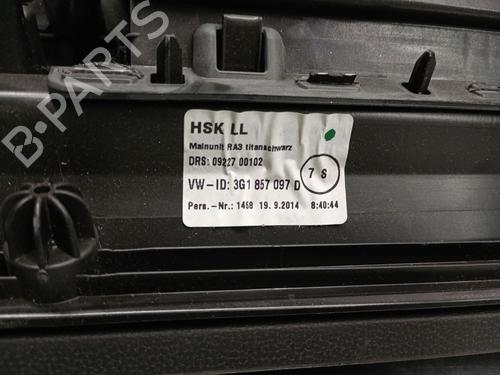 HSK LL
Mainunit RA3 titanschwarz
DRS: 09227 00102
7 S
VW-ID: 3G1 857 097 D
Pers.-Nr.: 1458 19. 9.2014 8:40:44
B-PARTS